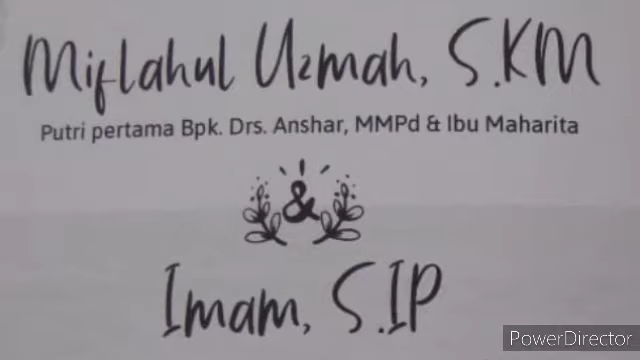 Miftahul Uzmah, S.KM
Putri pertama Bpk. Drs. Anshar, MMPd & Ibu Maharita
&
Imam, S.IP
PowerDirector